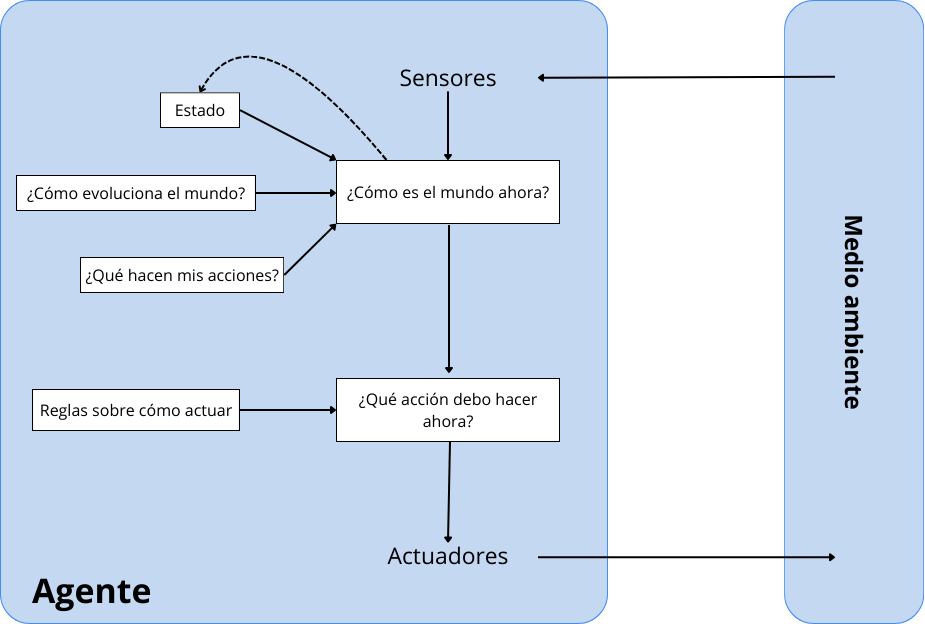 Sensores
Estado
¿Cómo evoluciona el mundo?
¿Cómo es el mundo ahora?
¿Qué hacen mis acciones?
Medio ambiente
Reglas sobre cómo actuar
¿Qué acción debo hacer
ahora?
Actuadores
Agente